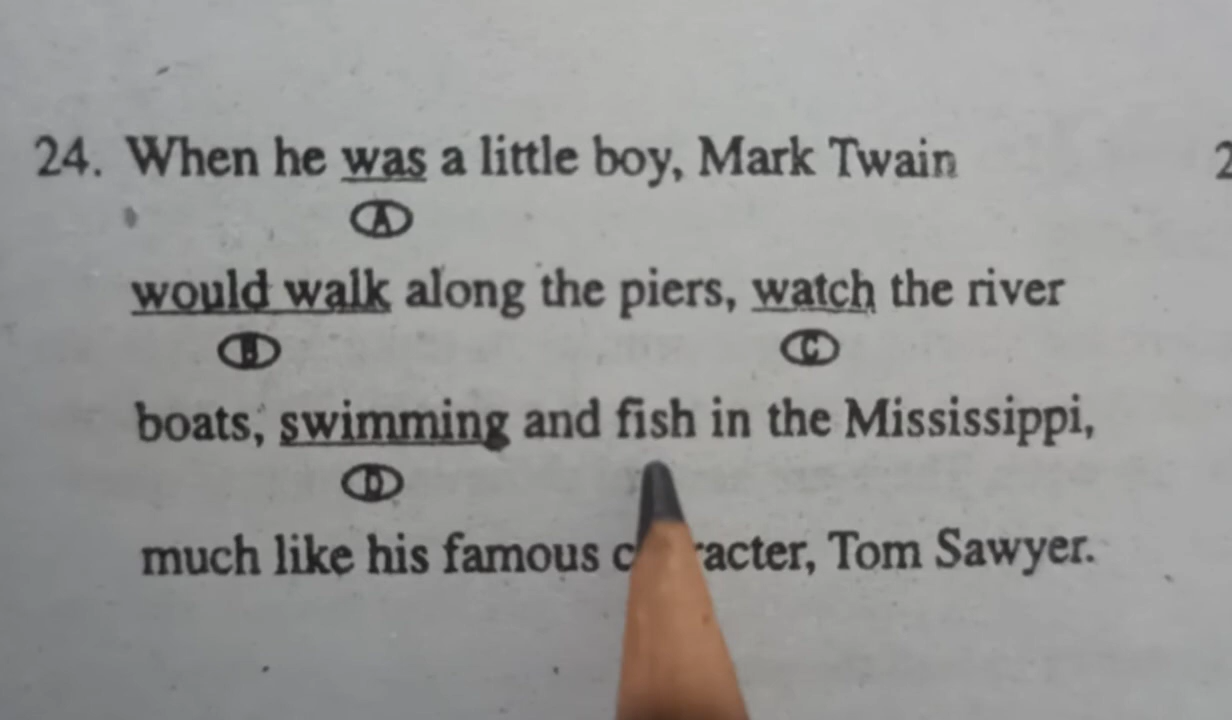 24. When he was a little boy, Mark Twain
A
would walk along the piers, watch the river
B C
boats, swimming and fish in the Mississippi,
D
much like his famous Tom Sawyer.
2